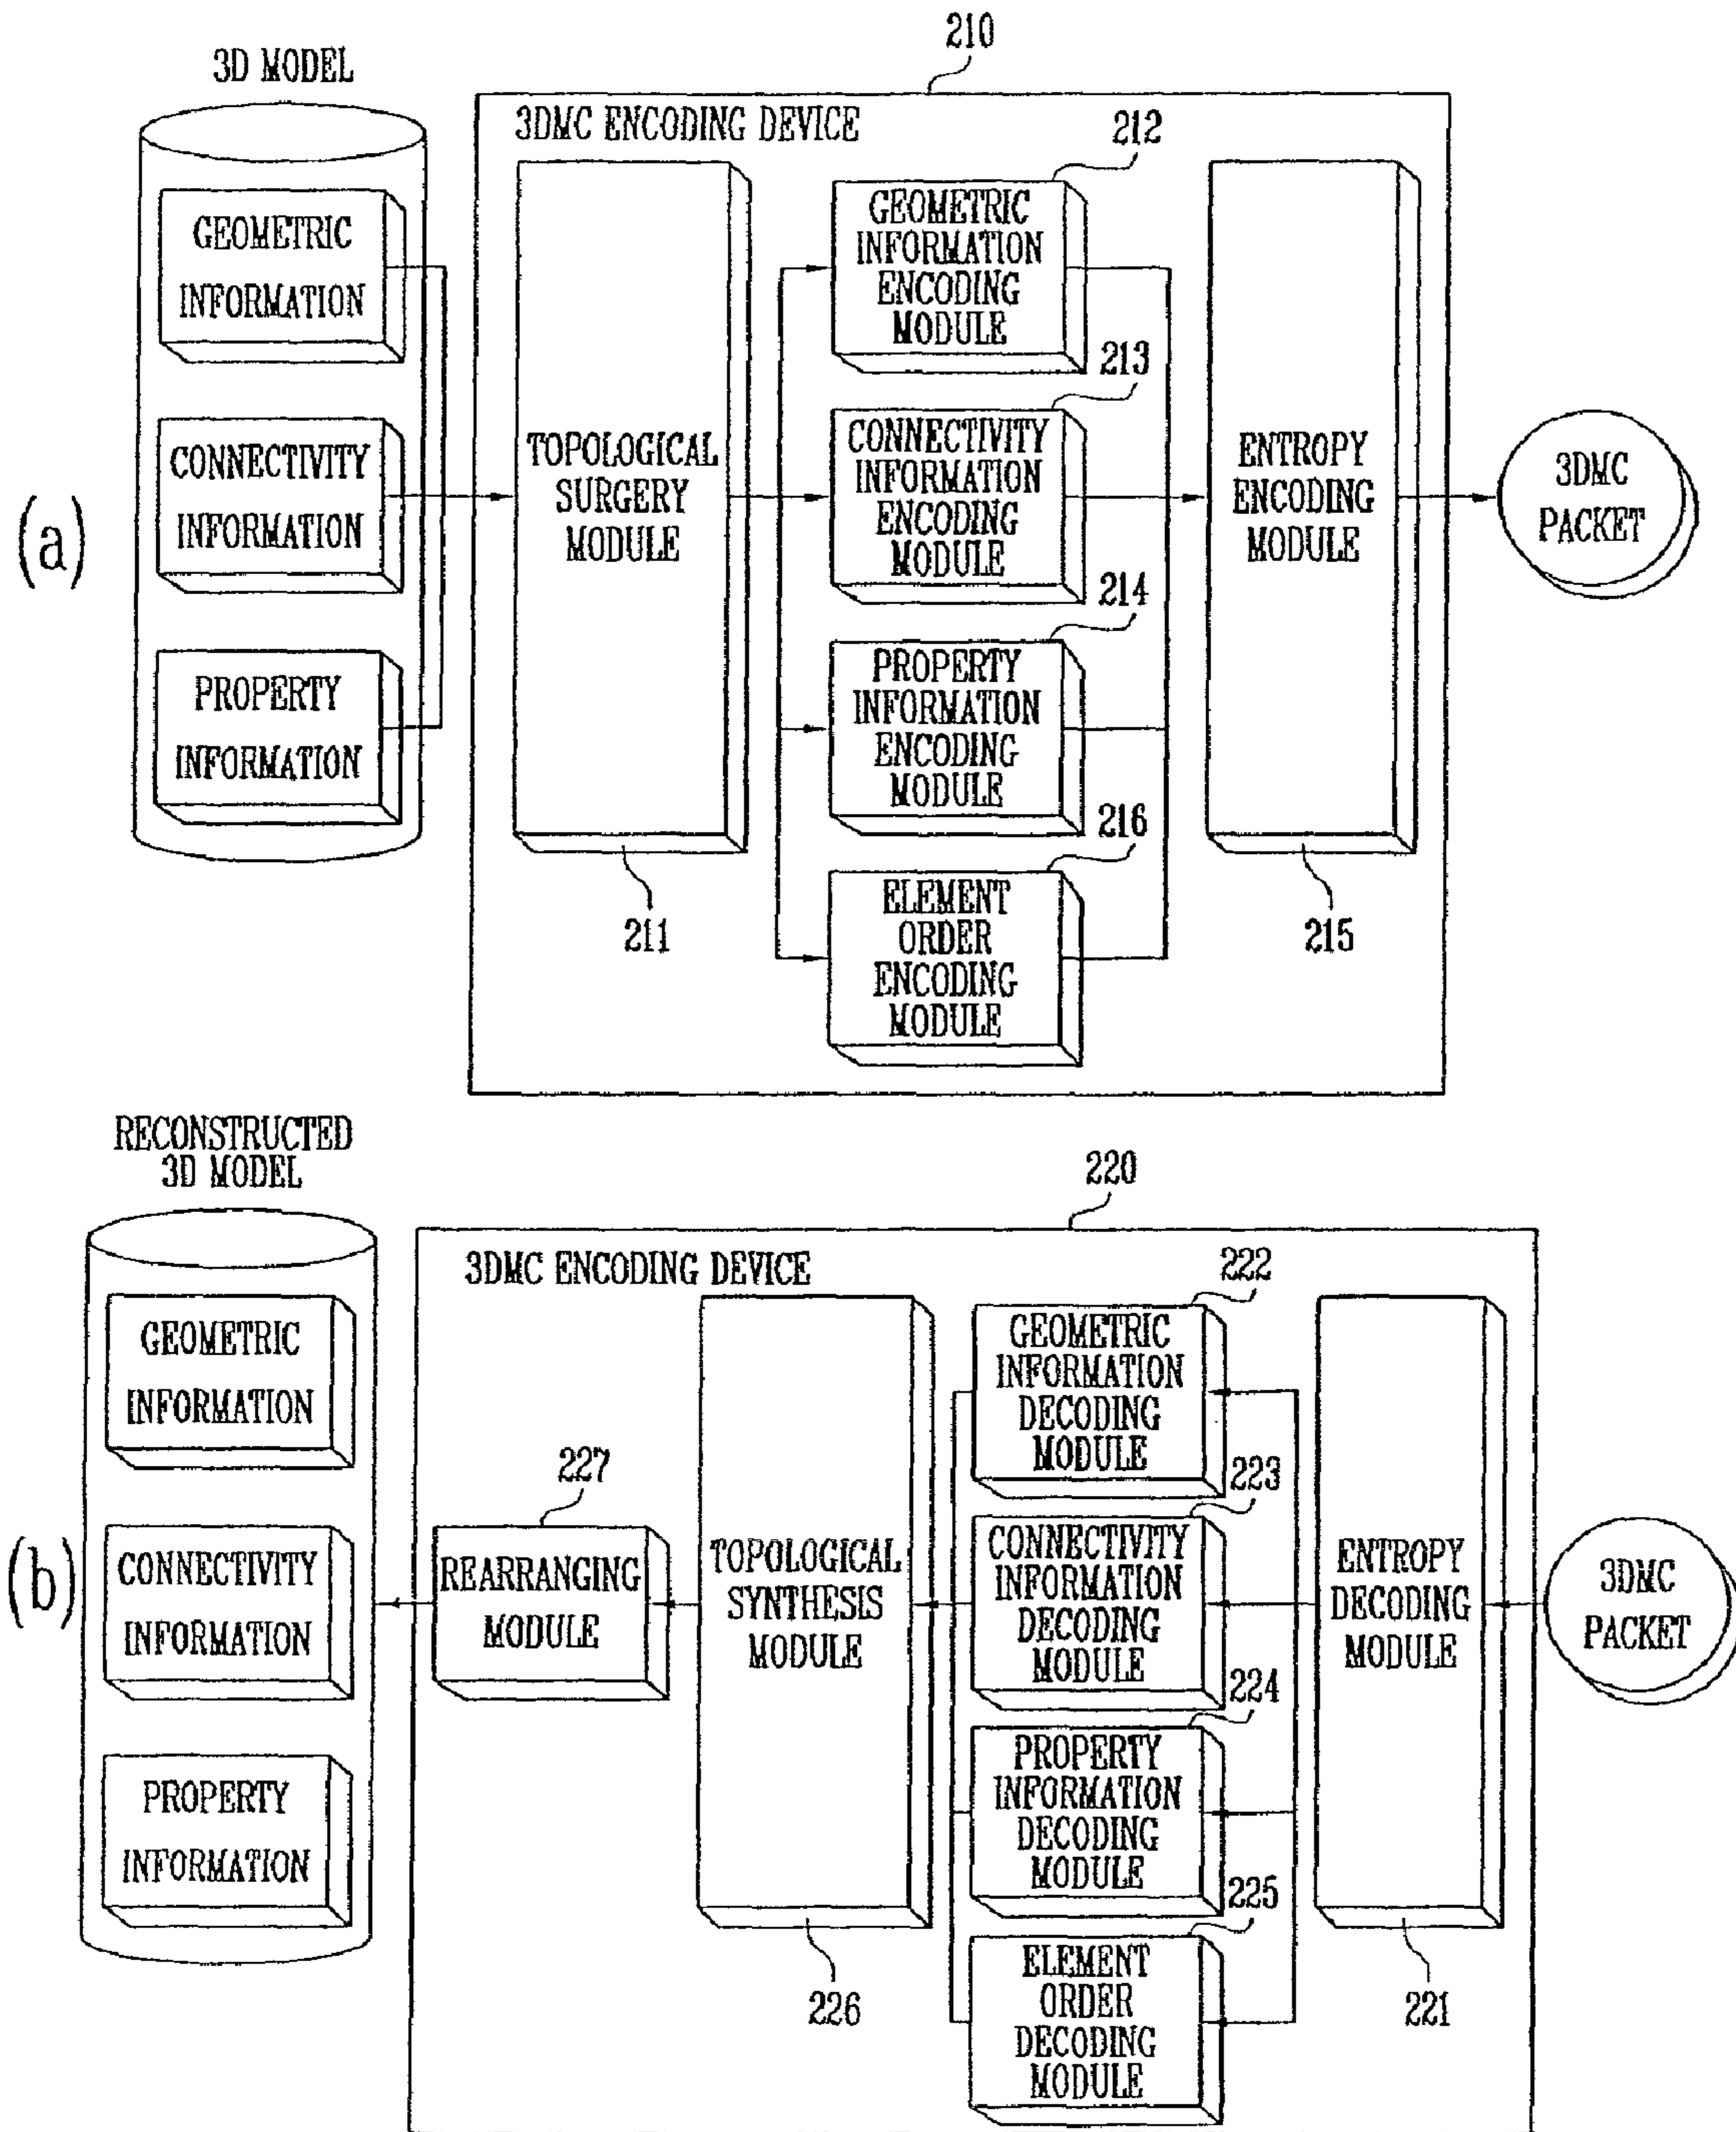 210
3D MODEL
3DMC ENCODING DEVICE
212
GEOMETRIC
INFORMATION
GEOMETRIC
INFORMATION
ENCODING
MODULE
213
(a)
CONNECTIVITY
INFORMATION
TOPOLOGICAL
SURGERY
MODULE
CONNECTIVITY
INFORMATION
ENCODING
MODULE
ENTROPY
ENCODING
MODULE
3DMC
PACKET
214
PROPERTY
INFORMATION
PROPERTY
INFORMATION
ENCODING
MODULE
216
211
ELEMENT
ORDER
ENCODING
MODULE
215
RECONSTRUCTED
3D MODEL
220
3DMC ENCODING DEVICE
222
GEOMETRIC
INFORMATION
GEOMETRIC
INFORMATION
DECODING
MODULE
227
223
(b)
CONNECTIVITY
INFORMATION
REARRANGING
MODULE
TOPOLOGICAL
SYNTHESIS
MODULE
CONNECTIVITY
INFORMATION
DECODING
MODULE
ENTROPY
DECODING
MODULE
3DMC
PACKET
224
PROPERTY
INFORMATION
PROPERTY
INFORMATION
DECODING
MODULE
225
226
ELEMENT
ORDER
DECODING
MODULE
221